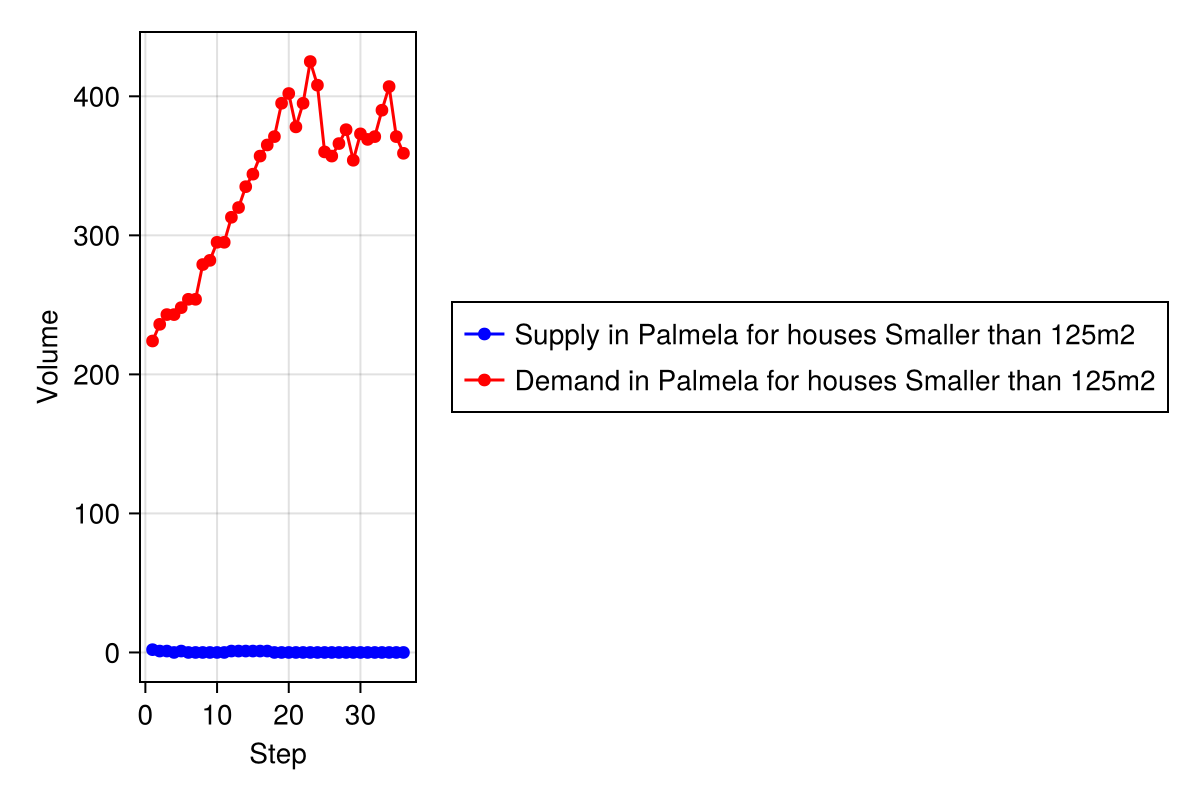 400
300
200
100
0
Volume
0 10 20 30
Step
Supply in Palmela for houses Smaller than 125m2
Demand in Palmela for houses Smaller than 125m2